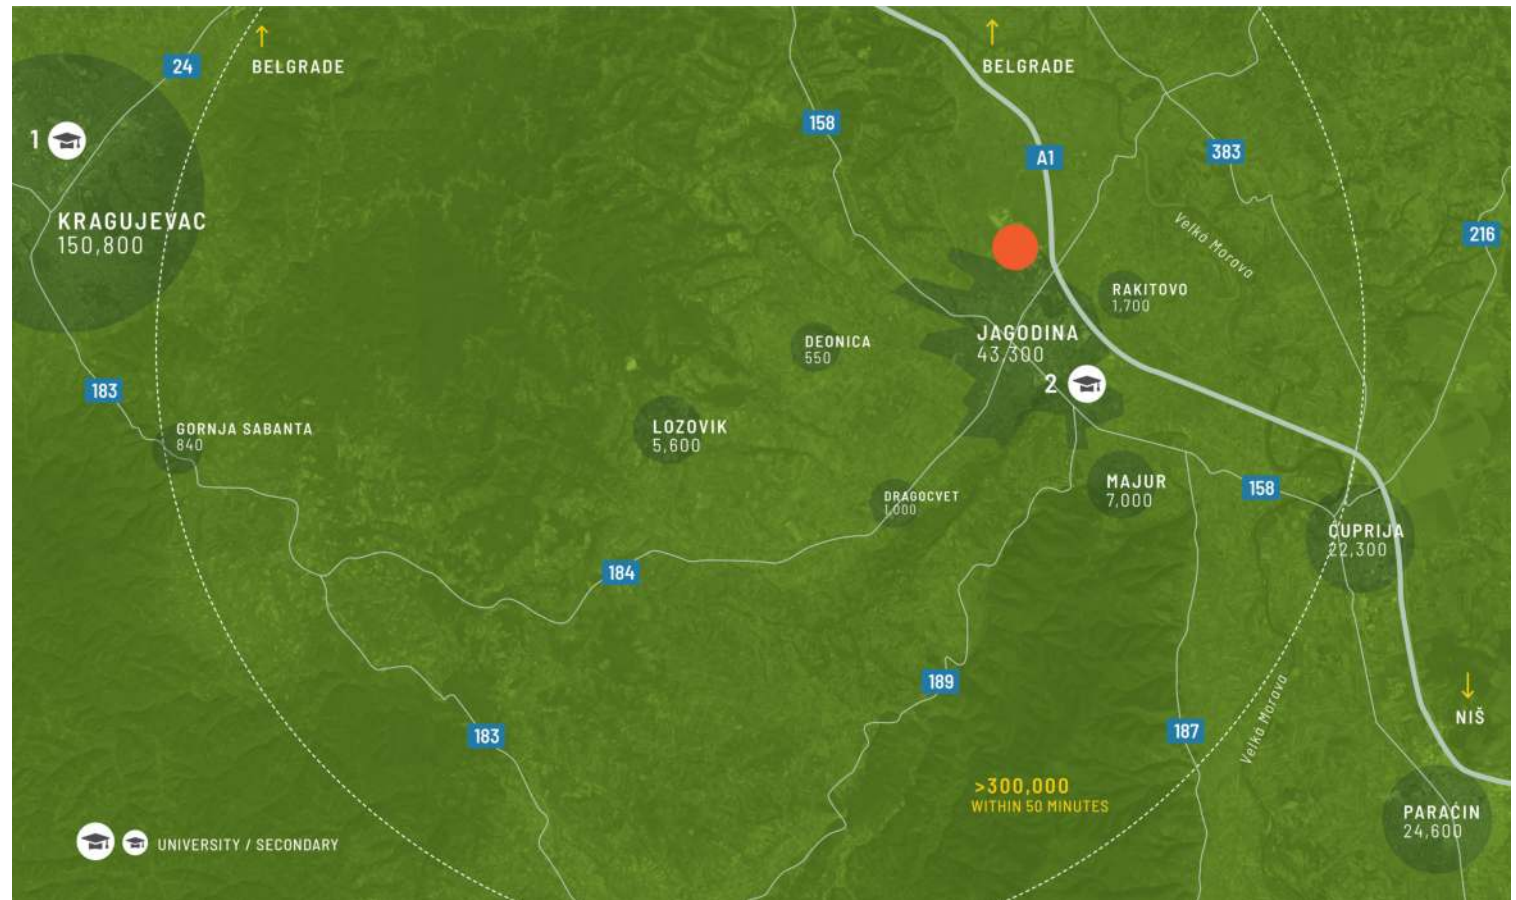 24
BELGRADE
BELGRADE
158
A1
383
1
KRAGUJEVAC
150,800
Velká Morava
216
RAKITOVO
1,700
JAGODINA
43,300
DEONICA
550
2
183
GORNJA SABANTA
840
LOZOVIK
5,600
MAJUR
7,000
DRAGOCVET
1,000
158
ĆUPRIJA
22,300
184
189
Velká Morava
NIŠ
187
183
>300,000
WITHIN 50 MINUTES
PARAĆIN
24,600
UNIVERSITY / SECONDARY